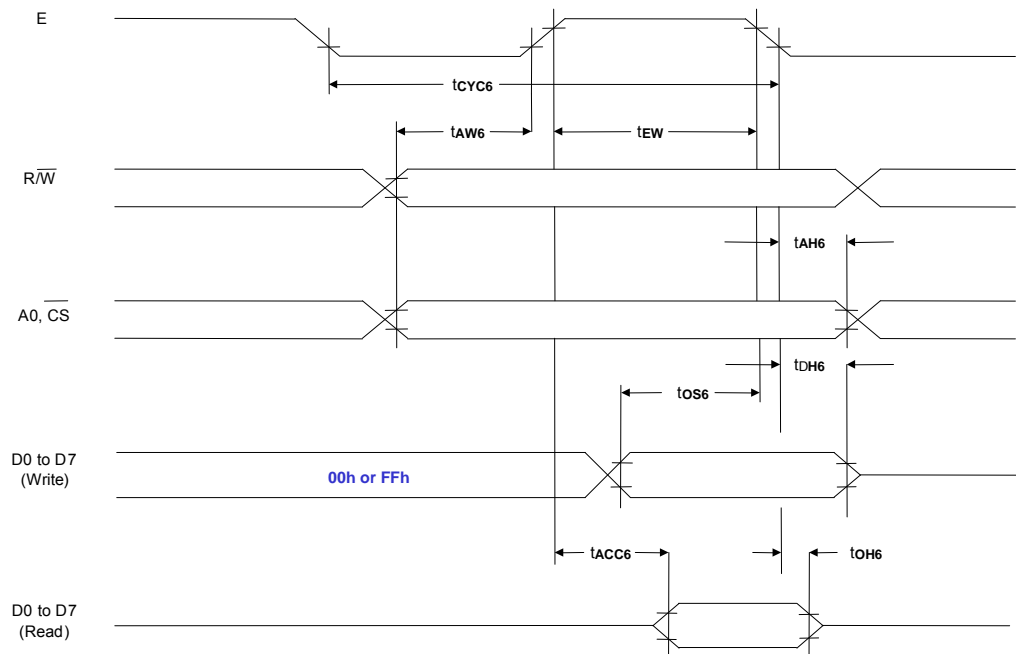 E
tCYC6
tAW6
tEW
R/W̅
tAH6
A0, C̅S̅
tDH6
tOS6
D0 to D7
(Write)
00h or FFh
tACC6
tOH6
D0 to D7
(Read)